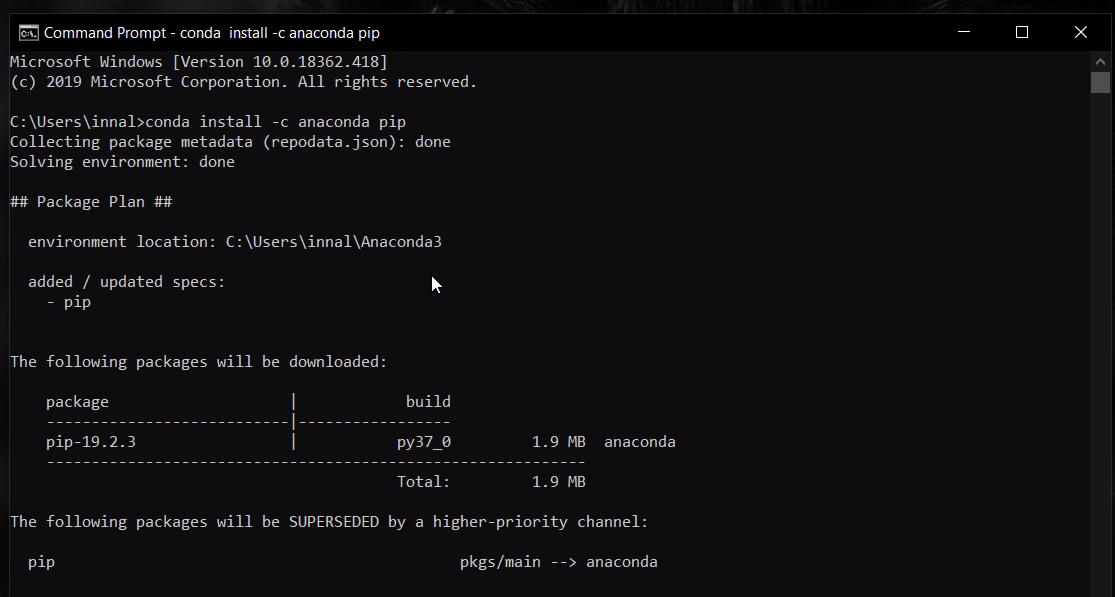 Command Prompt - conda  install -c anaconda pip
Microsoft Windows [Version 10.0.18362.418]
(c) 2019 Microsoft Corporation. All rights reserved.
C:\Users\innal>conda install -c anaconda pip
Collecting package metadata (repodata.json): done
Solving environment: done
## Package Plan ##
environment location: C:\Users\innal\Anaconda3
added / updated specs:
- pip
The following packages will be downloaded:
package | build
---------------------------|-----------------
pip-19.2.3 | py37_0 1.9 MB anaconda
------------------------------------------------------------
Total: 1.9 MB
The following packages will be SUPERSEDED by a higher-priority channel:
pip pkgs/main --> anaconda